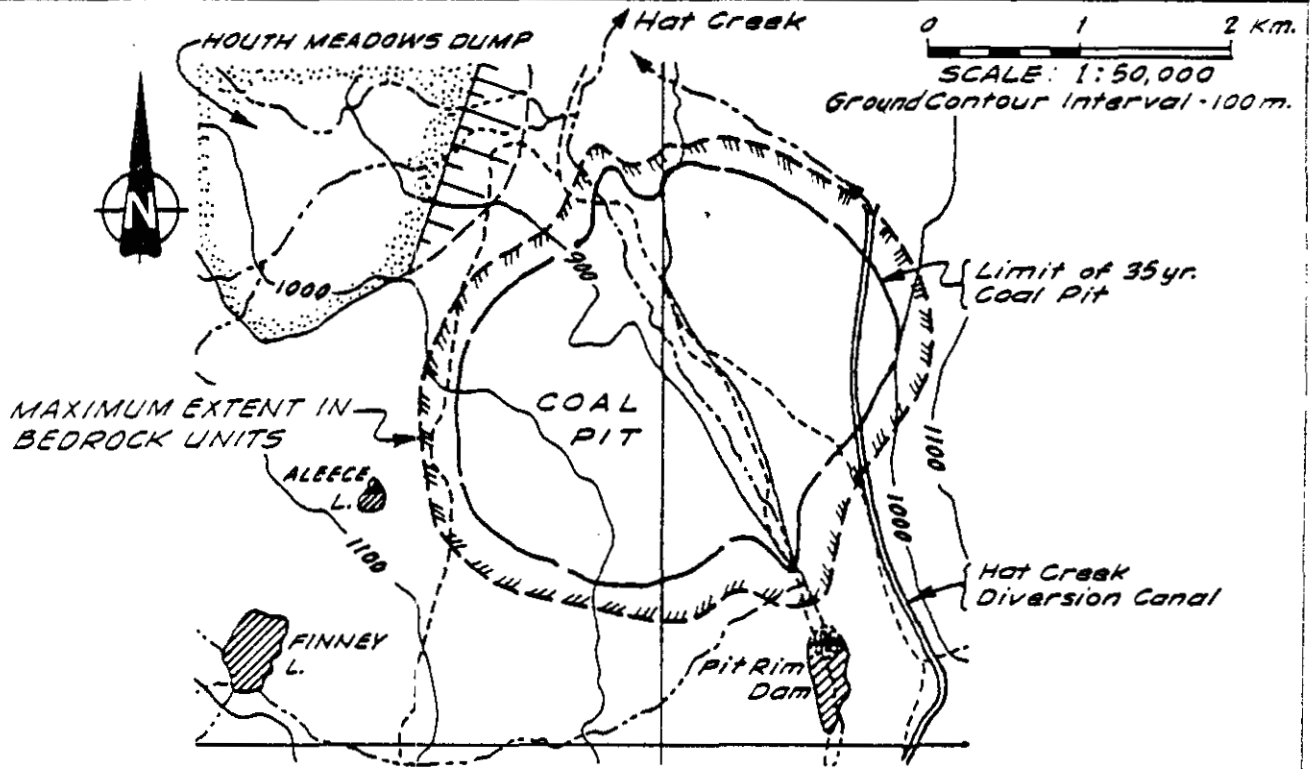 Hat Creek
0 1 2 Km.
SCALE: 1:50,000
Ground Contour Interval - 100 m.
HOUTH MEADOWS DUMP
N
1000
900
Limit of 35 yr.
Coal Pit
MAXIMUM EXTENT IN
BEDROCK UNITS
COAL
PIT
ALEECE
L.
1100
1100
1000
Hat Creek
Diversion Canal
FINNEY
L.
Pit Rim
Dam